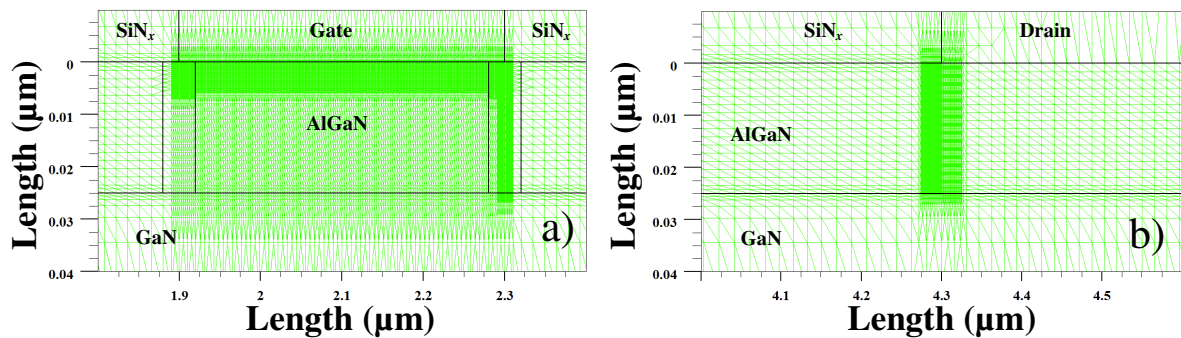 SiNₓ Gate SiNₓ
0
0.01
AlGaN
0.02
0.03
GaN
a)
0.04
1.9 2 2.1 2.2 2.3
Length (µm)
Length (µm)
SiNₓ Drain
0
0.01
AlGaN
0.02
0.03
GaN
b)
0.04
4.1 4.2 4.3 4.4 4.5
Length (µm)
Length (µm)